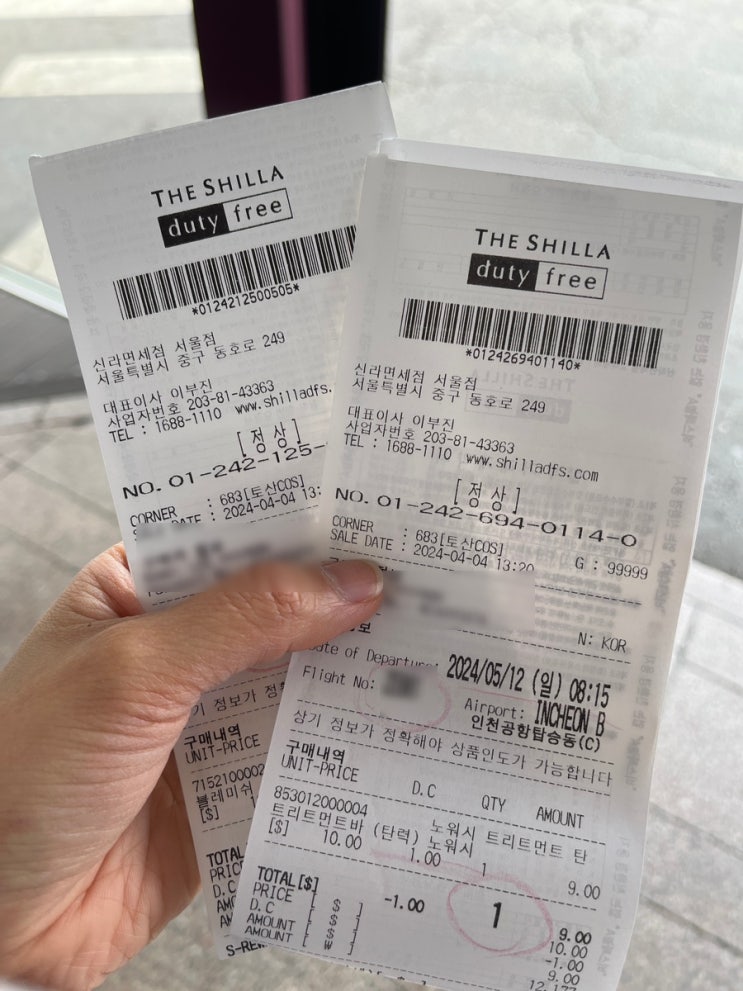 THE SHILLA
duty free
*0124212500505*
신라면세점 서울점
서울특별시 중구 동호로 249
대표이사 이부진
사업자번호 203-81-43363
TEL : 1688-1110 www.shilladfs.
[정상]
NO. 01-242-125-
CORNER : 683[토산COS]
DATE : 2024-04-04 13:
구매내역
UNIT-PRICE
7152100002
블레미쉬
[$]
TOTAL
PRIC
D.C
AM
THE SHILLA
duty free
*0124269401140*
신라면세점 서울점
서울특별시 중구 동호로 249
대표이사 이부진
사업자번호 203-81-43363
TEL : 1688-1110 www.shilladfs.com
[정상]
NO. 01-242-694-0114-0
CORNER : 683[토산COS]
SALE DATE : 2024-04-04 13:20 G : 99999
N: KOR
Date of Departure: 2024/05/12 (일) 08:15
Flight No: Airport: INCHEON B
인천공항탑승동(C)
상기 정보가 정확해야 상품인도가 가능합니다
구매내역
UNIT-PRICE D.C QTY AMOUNT
853012000004 노워시 트리트먼트 탄
트리트먼트바 (탄력) 노워시
[$] 10.00 1.00 1 9.00
TOTAL[$] -1.00 1 9.00
PRICE [ $ ] 10.00
D.C [ $ ] -1.00
AMOUNT [ $ ] 9.00
AMOUNT [ ₩ ] 12,177